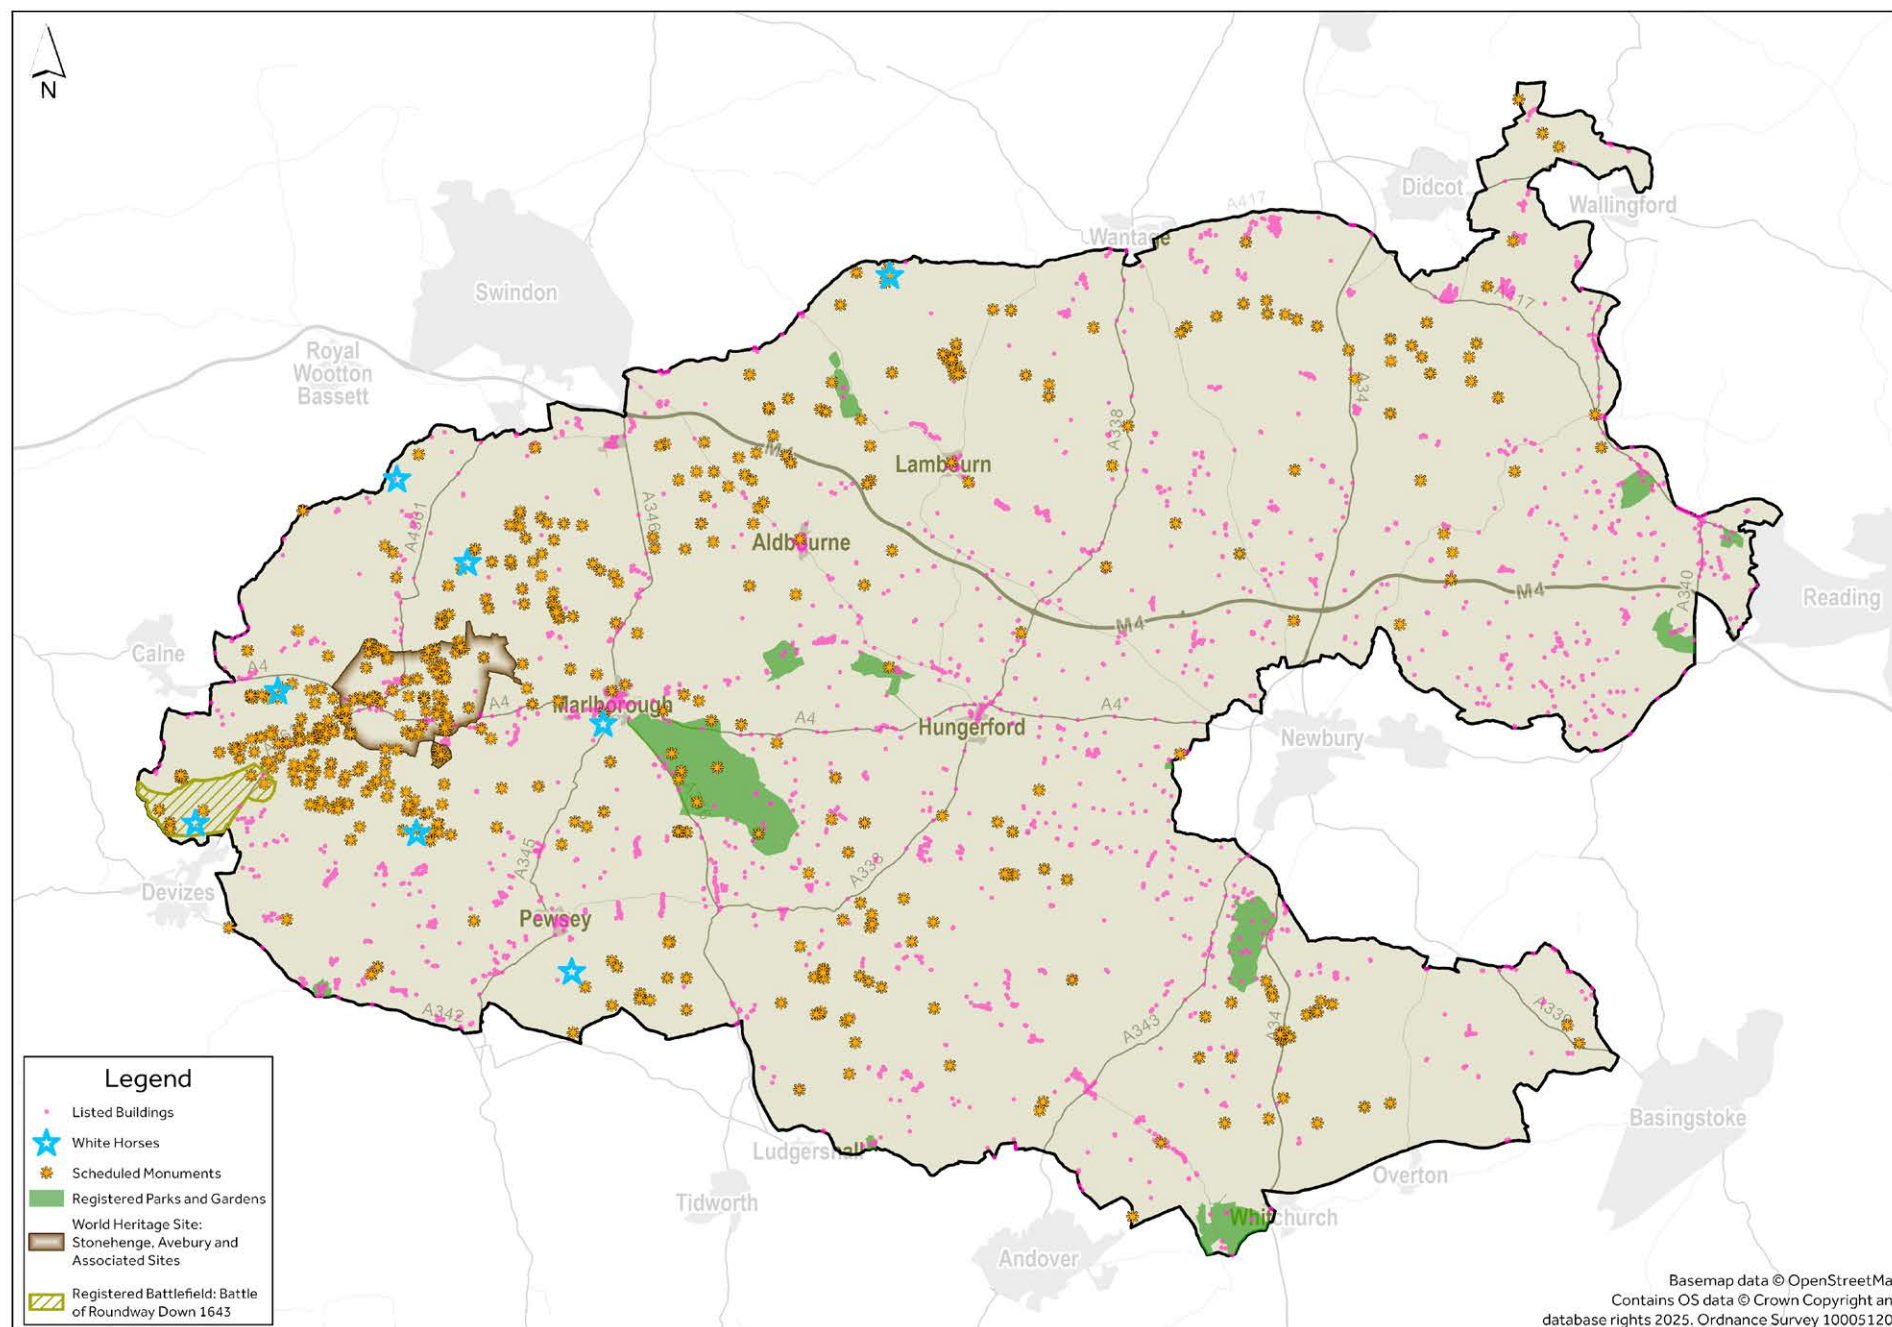 N
Didcot
Wallingford
A417
Wantage
Swindon
A417
Royal
Wootton
Bassett
A34
A338
M4
Lambourn
A4361
A346
Aldbourne
A340
M4
Reading
M4
Calne
A4
A4
Marlborough
A4
Hungerford
A4
Newbury
A345
A338
Devizes
Pewsey
A342
A343
A34
A339
Legend
Listed Buildings
White Horses
Scheduled Monuments
Registered Parks and Gardens
World Heritage Site:
Stonehenge, Avebury and
Associated Sites
Registered Battlefield: Battle
of Roundway Down 1643
Ludgershall
Basingstoke
Tidworth
Overton
Whitchurch
Andover
Basemap data © OpenStreetMa
Contains OS data © Crown Copyright an
database rights 2025. Ordnance Survey 10005120